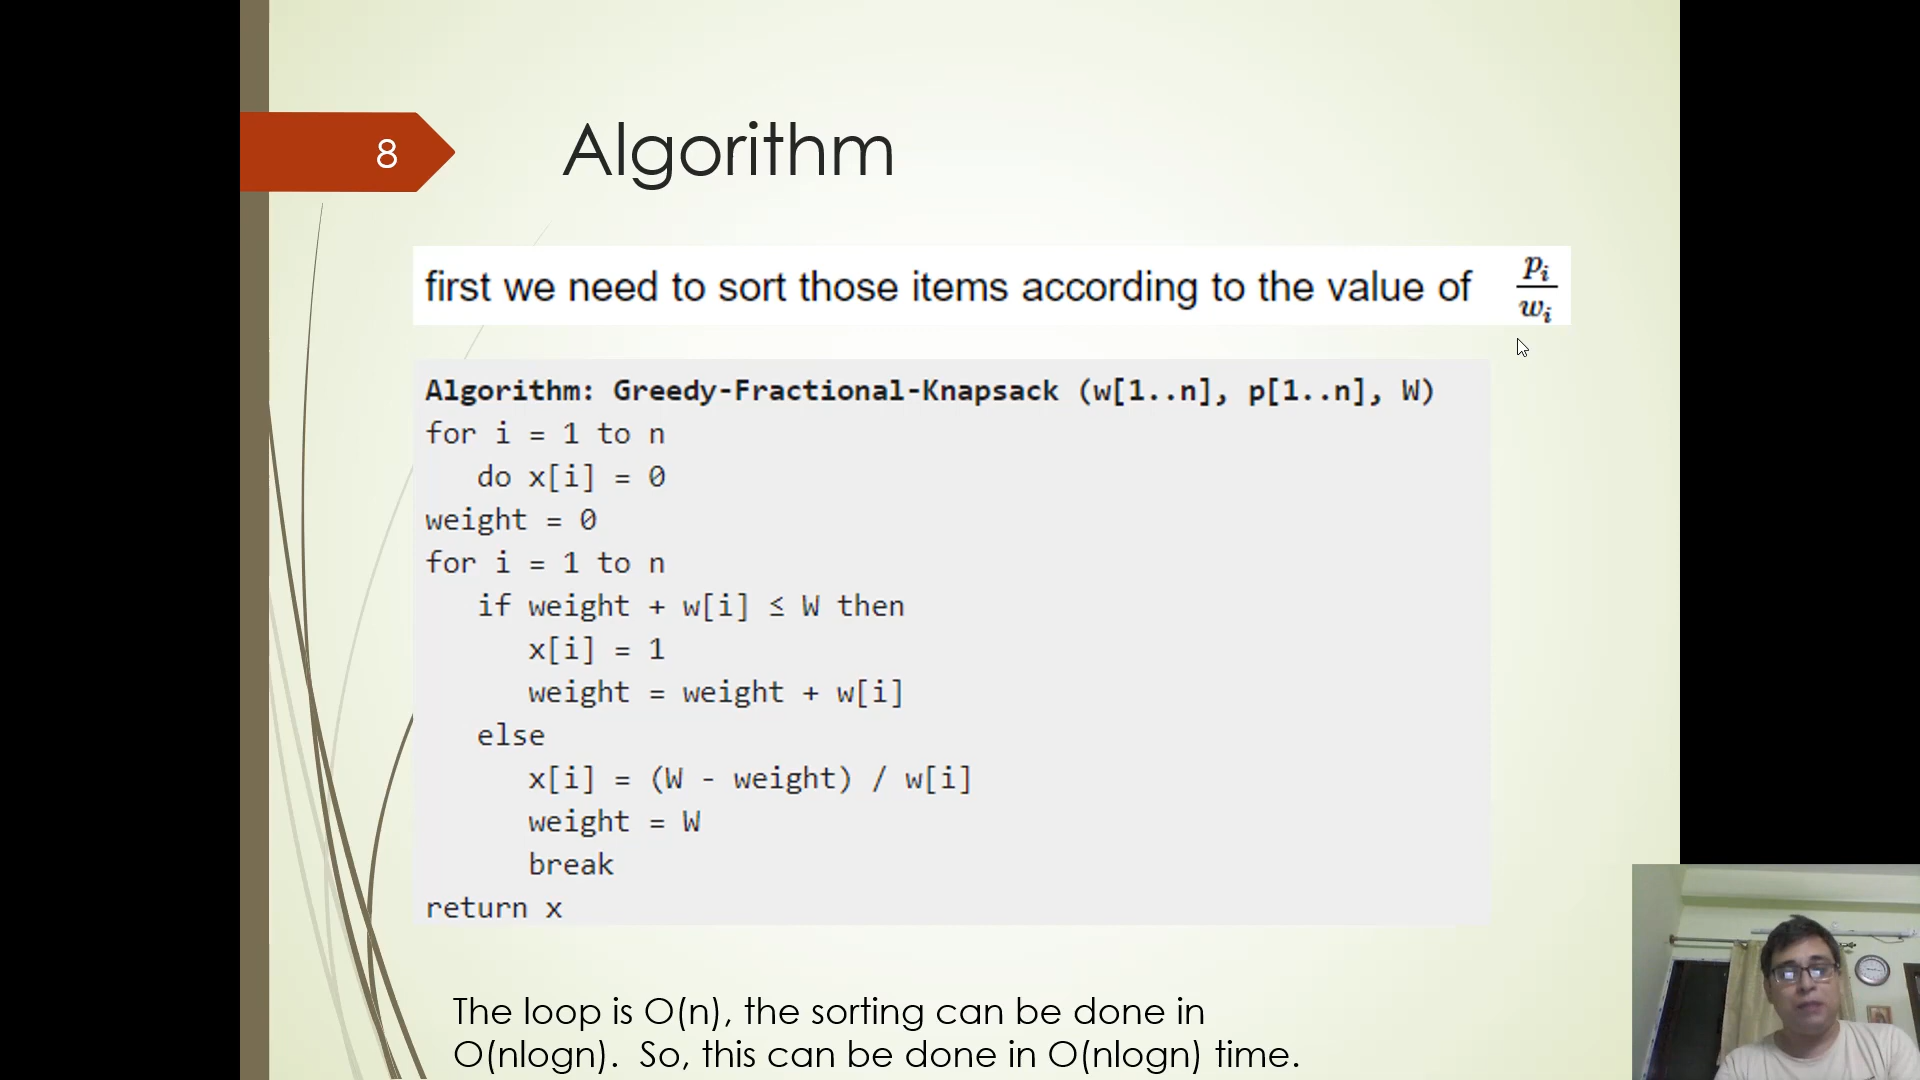 8
Algorithm
first we need to sort those items according to the value of pᵢ/wᵢ
Algorithm: Greedy-Fractional-Knapsack (w[1..n], p[1..n], W)
for i = 1 to n
do x[i] = 0
weight = 0
for i = 1 to n
if weight + w[i] ≤ W then
x[i] = 1
weight = weight + w[i]
else
x[i] = (W - weight) / w[i]
weight = W
break
return x
The loop is O(n), the sorting can be done in
O(nlogn).  So, this can be done in O(nlogn) time.